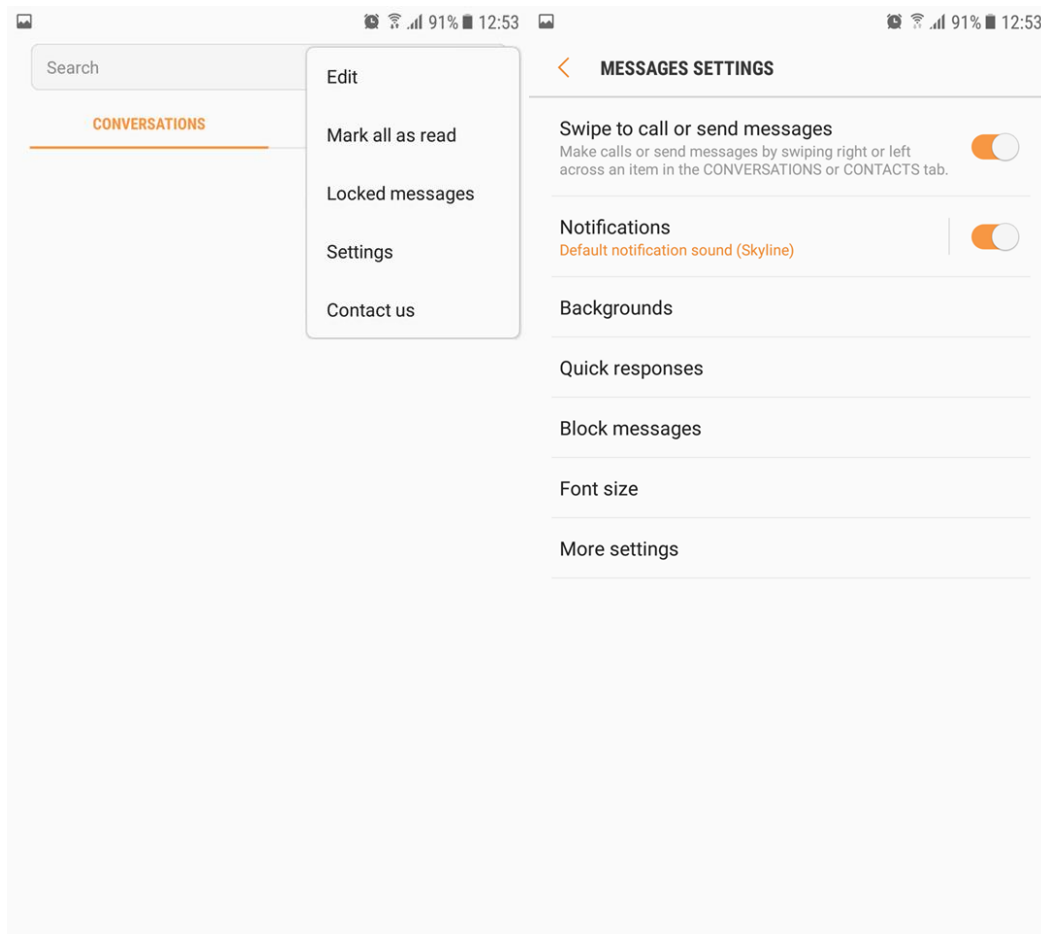 91% 12:53
Search
Edit
CONVERSATIONS
Mark all as read
Locked messages
Settings
Contact us
91% 12:53
MESSAGES SETTINGS
Swipe to call or send messages
Make calls or send messages by swiping right or left
across an item in the CONVERSATIONS or CONTACTS tab.
Notifications
Default notification sound (Skyline)
Backgrounds
Quick responses
Block messages
Font size
More settings